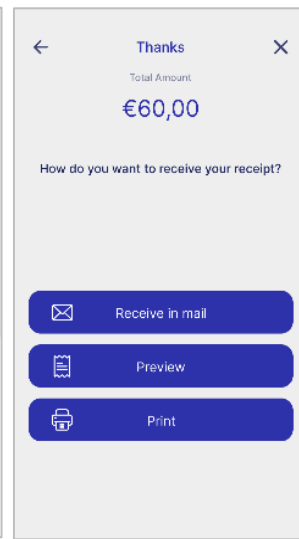 Thanks
Total Amount
€60,00
How do you want to receive your receipt?
Receive in mail
Preview
Print